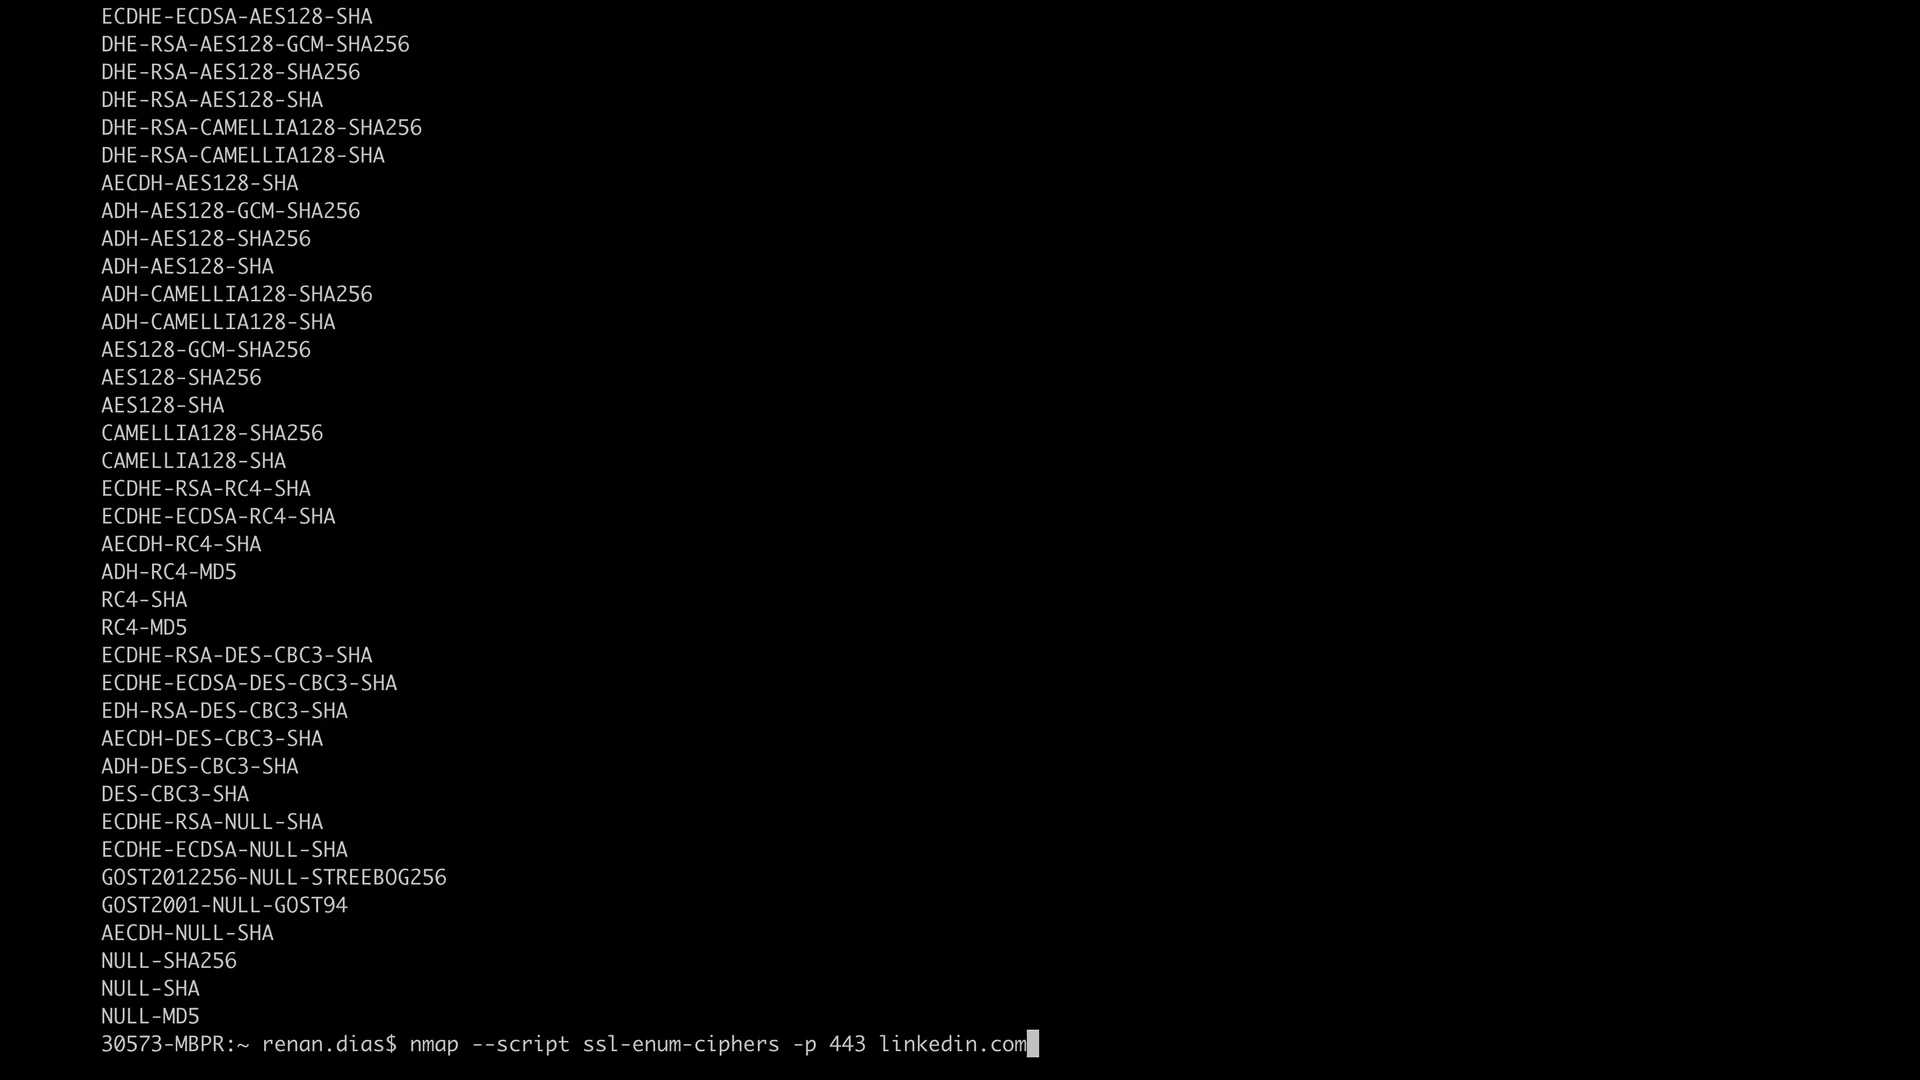 ECDHE-ECDSA-AES128-SHA
DHE-RSA-AES128-GCM-SHA256
DHE-RSA-AES128-SHA256
DHE-RSA-AES128-SHA
DHE-RSA-CAMELLIA128-SHA256
DHE-RSA-CAMELLIA128-SHA
AECDH-AES128-SHA
ADH-AES128-GCM-SHA256
ADH-AES128-SHA256
ADH-AES128-SHA
ADH-CAMELLIA128-SHA256
ADH-CAMELLIA128-SHA
AES128-GCM-SHA256
AES128-SHA256
AES128-SHA
CAMELLIA128-SHA256
CAMELLIA128-SHA
ECDHE-RSA-RC4-SHA
ECDHE-ECDSA-RC4-SHA
AECDH-RC4-SHA
ADH-RC4-MD5
RC4-SHA
RC4-MD5
ECDHE-RSA-DES-CBC3-SHA
ECDHE-ECDSA-DES-CBC3-SHA
EDH-RSA-DES-CBC3-SHA
AECDH-DES-CBC3-SHA
ADH-DES-CBC3-SHA
DES-CBC3-SHA
ECDHE-RSA-NULL-SHA
ECDHE-ECDSA-NULL-SHA
GOST2012256-NULL-STREEBOG256
GOST2001-NULL-GOST94
AECDH-NULL-SHA
NULL-SHA256
NULL-SHA
NULL-MD5
30573-MBPR:~ renan.dias$ nmap --script ssl-enum-ciphers -p 443 linkedin.com